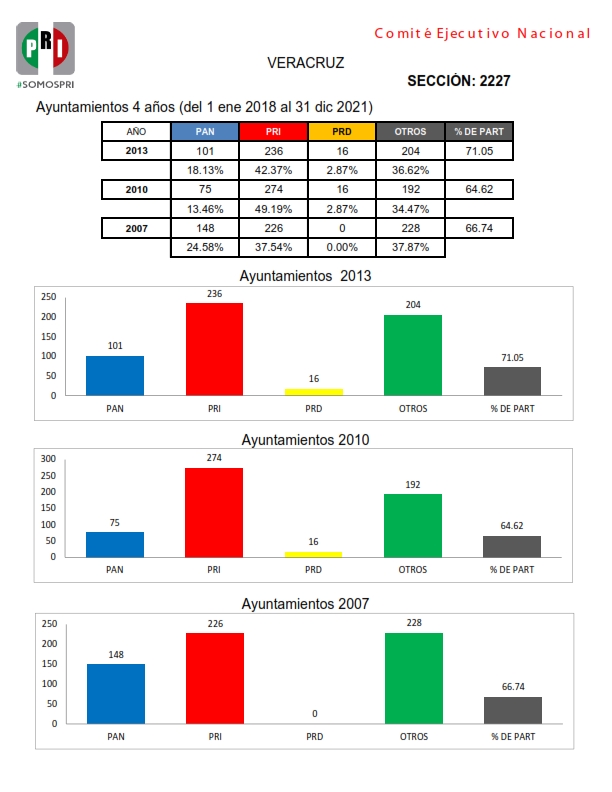 Comité Ejecutivo Nacional
PRI
#SOMOSPRI
VERACRUZ
SECCIÓN: 2227
Ayuntamientos 4 años (del 1 ene 2018 al 31 dic 2021)
AÑO PAN PRI PRD OTROS % DE PART
2013 101 236 16 204 71.05
18.13% 42.37% 2.87% 36.62%
2010 75 274 16 192 64.62
13.46% 49.19% 2.87% 34.47%
2007 148 226 0 228 66.74
24.58% 37.54% 0.00% 37.87%
Ayuntamientos 2013
250
200
150
100
50
0
101 236 16 204 71.05
PAN PRI PRD OTROS % DE PART
Ayuntamientos 2010
300
250
200
150
100
50
0
75 274 16 192 64.62
PAN PRI PRD OTROS % DE PART
Ayuntamientos 2007
250
200
150
100
50
0
148 226 0 228 66.74
PAN PRI PRD OTROS % DE PART